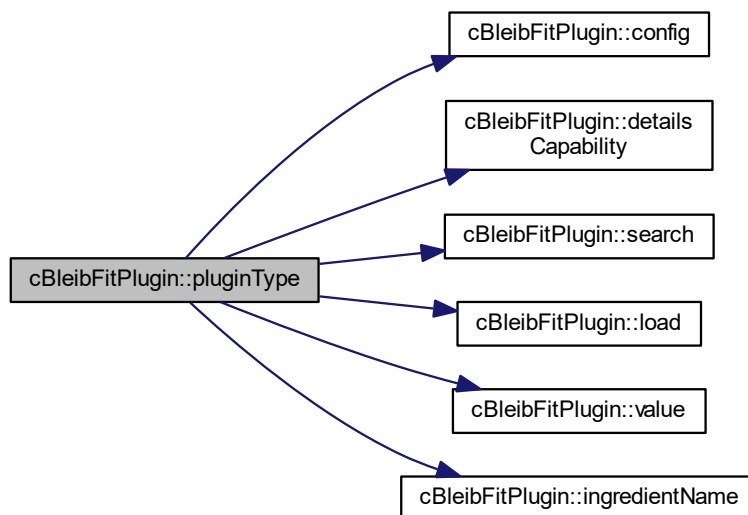 cBleibFitPlugin::config
cBleibFitPlugin::details
Capability
cBleibFitPlugin::search
cBleibFitPlugin::pluginType
cBleibFitPlugin::load
cBleibFitPlugin::value
cBleibFitPlugin::ingredientName